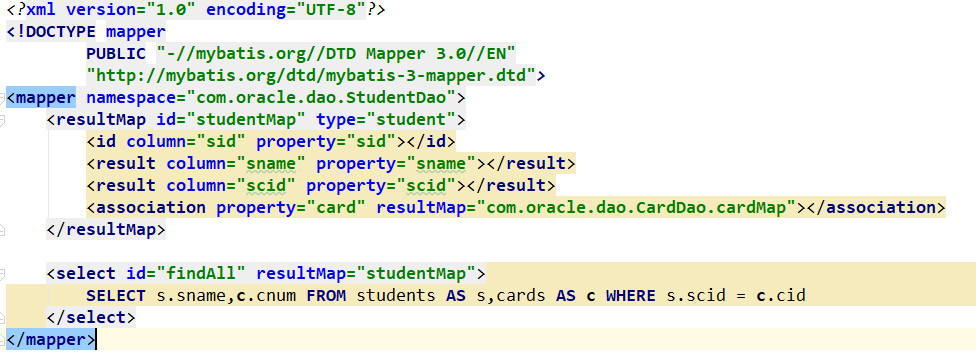 <?xml version="1.0" encoding="UTF-8"?>
<!DOCTYPE mapper
        PUBLIC "-//mybatis.org//DTD Mapper 3.0//EN"
        "http://mybatis.org/dtd/mybatis-3-mapper.dtd">
<mapper namespace="com.oracle.dao.StudentDao">
    <resultMap id="studentMap" type="student">
        <id column="sid" property="sid"></id>
        <result column="sname" property="sname"></result>
        <result column="scid" property="scid"></result>
        <association property="card" resultMap="com.oracle.dao.CardDao.cardMap"></association>
    </resultMap>
    <select id="findAll" resultMap="studentMap">
        SELECT s.sname,c.cnum FROM students AS s,cards AS c WHERE s.scid = c.cid
    </select>
</mapper>